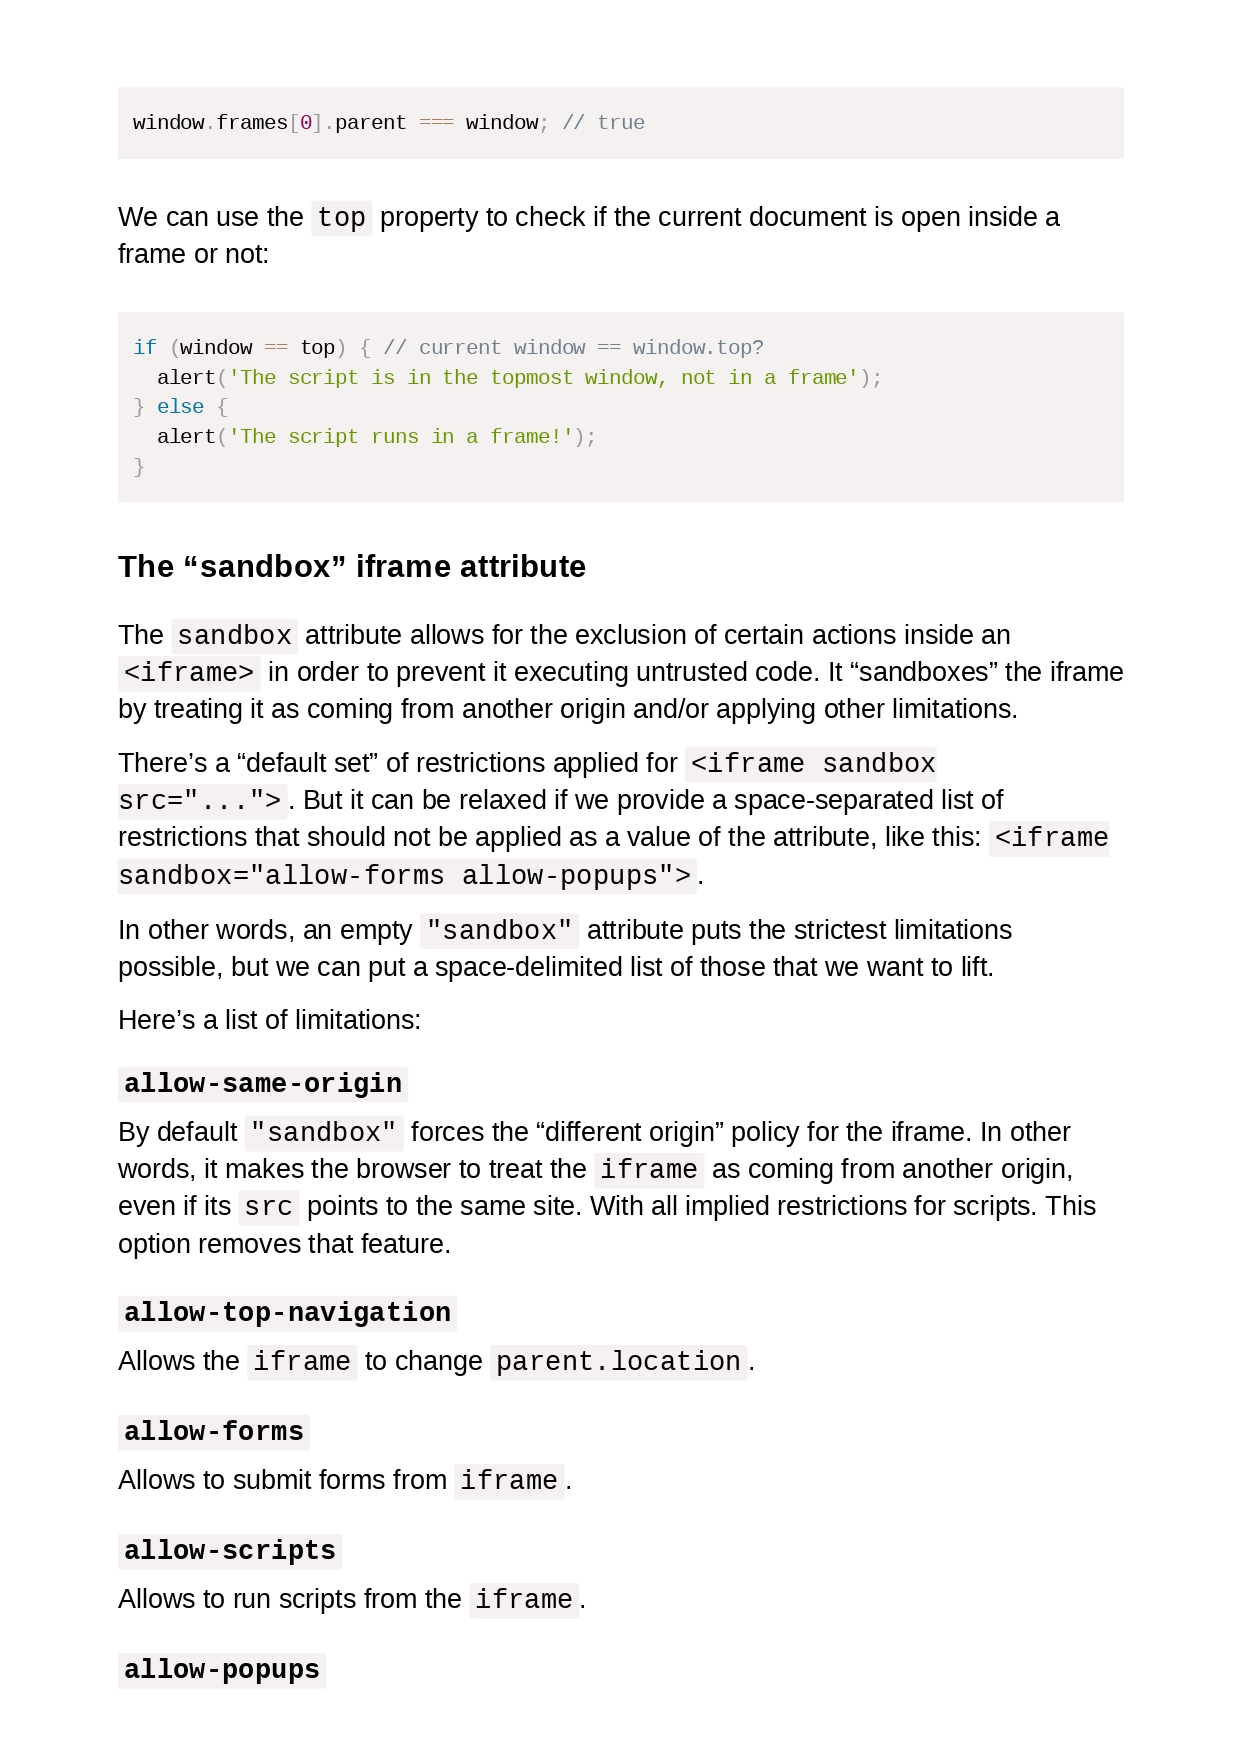 window.frames[0].parent === window; // true
We can use the top property to check if the current document is open inside a
frame or not:
if (window == top) { // current window == window.top?
  alert('The script is in the topmost window, not in a frame');
} else {
  alert('The script runs in a frame!');
}
The “sandbox” iframe attribute
The sandbox attribute allows for the exclusion of certain actions inside an
<iframe> in order to prevent it executing untrusted code. It “sandboxes” the iframe
by treating it as coming from another origin and/or applying other limitations.
There’s a “default set” of restrictions applied for <iframe sandbox
src="...">. But it can be relaxed if we provide a space-separated list of
restrictions that should not be applied as a value of the attribute, like this: <iframe
sandbox="allow-forms allow-popups">.
In other words, an empty "sandbox" attribute puts the strictest limitations
possible, but we can put a space-delimited list of those that we want to lift.
Here’s a list of limitations:
allow-same-origin
By default "sandbox" forces the “different origin” policy for the iframe. In other
words, it makes the browser to treat the iframe as coming from another origin,
even if its src points to the same site. With all implied restrictions for scripts. This
option removes that feature.
allow-top-navigation
Allows the iframe to change parent.location.
allow-forms
Allows to submit forms from iframe.
allow-scripts
Allows to run scripts from the iframe.
allow-popups